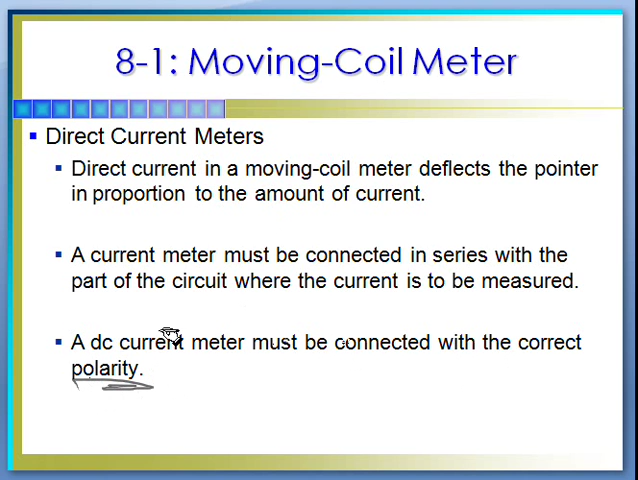 8-1: Moving-Coil Meter
Direct Current Meters
Direct current in a moving-coil meter deflects the pointer
in proportion to the amount of current.
A current meter must be connected in series with the
part of the circuit where the current is to be measured.
A dc current meter must be connected with the correct
polarity.